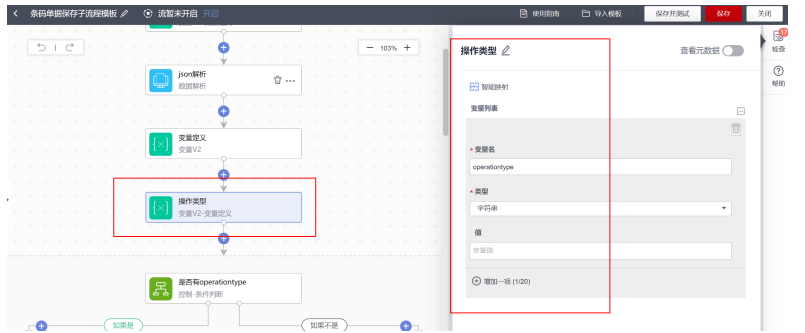 条码单据保存子流程模板 流暂未开启 开启 使用指南 导入模板 保存并测试 保存 关闭
103%
json解析
数据解析
变量定义
变量V2
操作类型
变量V2-变量定义
是否有operationtype
控制-条件判断
如果是
如果不是
操作类型
查看元数据
智能映射
变量列表
* 变量名
operationtype
* 类型
字符串
值
变量值
增加一项 (1/20)
17
检查
帮助